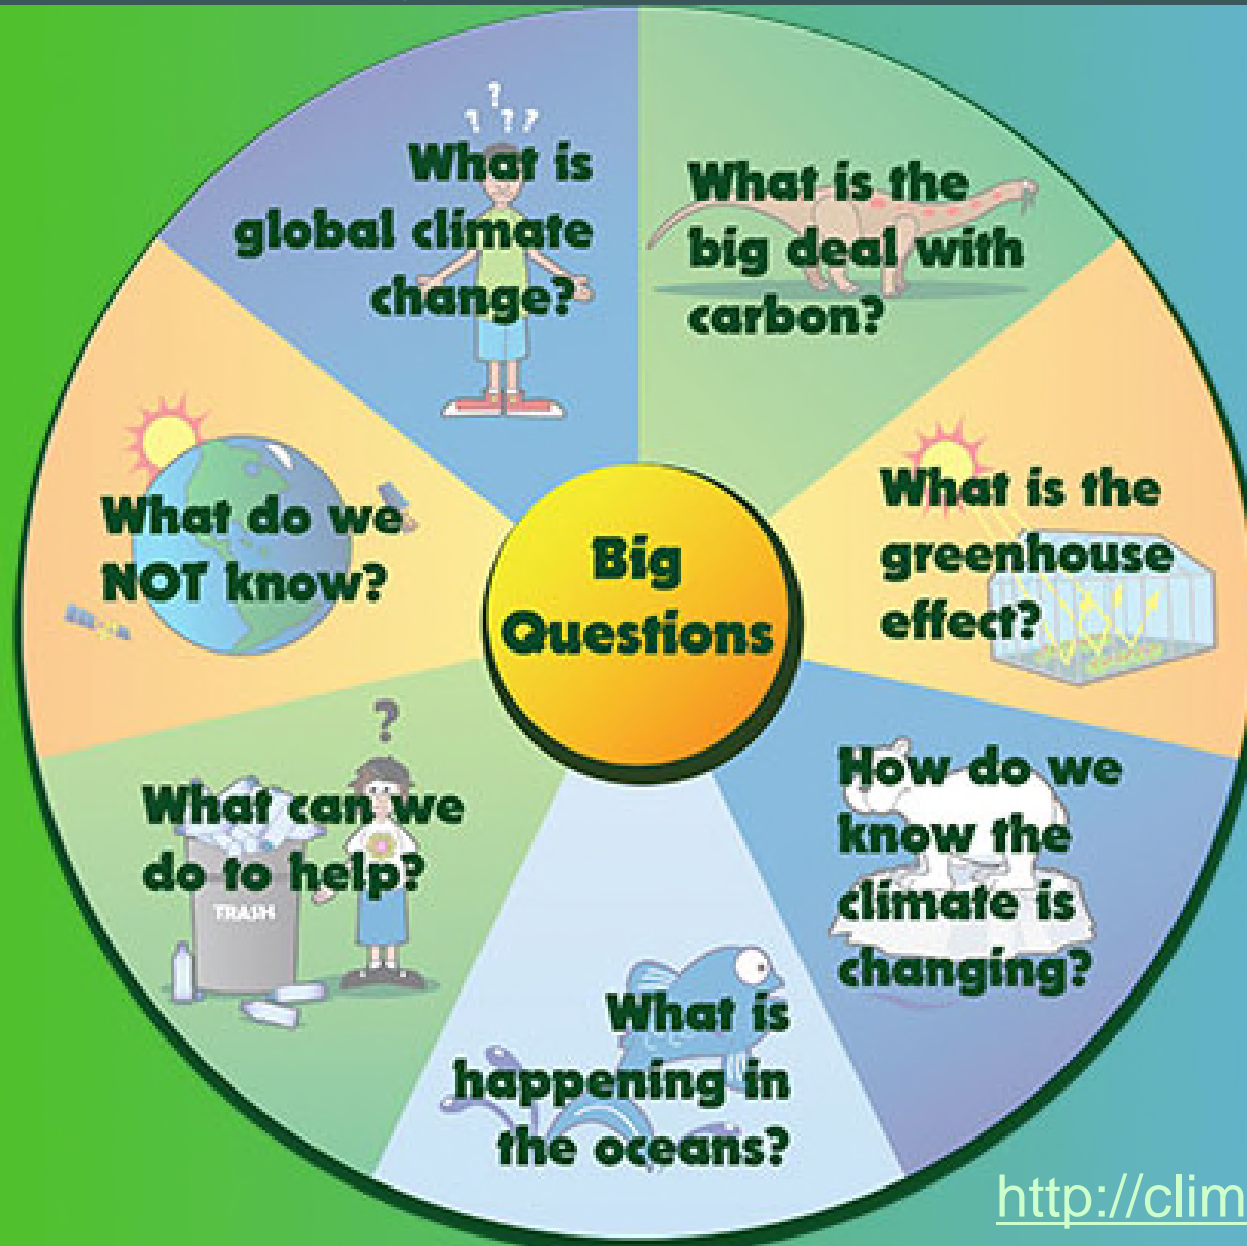 ? ? ? ?
What is
global climate
change?
What is the
big deal with
carbon?
What is the
greenhouse
effect?
How do we
know the
climate is
changing?
What is
happening in
the oceans?
?
What can we
do to help?
TRASH
What do we
NOT know?
Big
Questions
http://clim